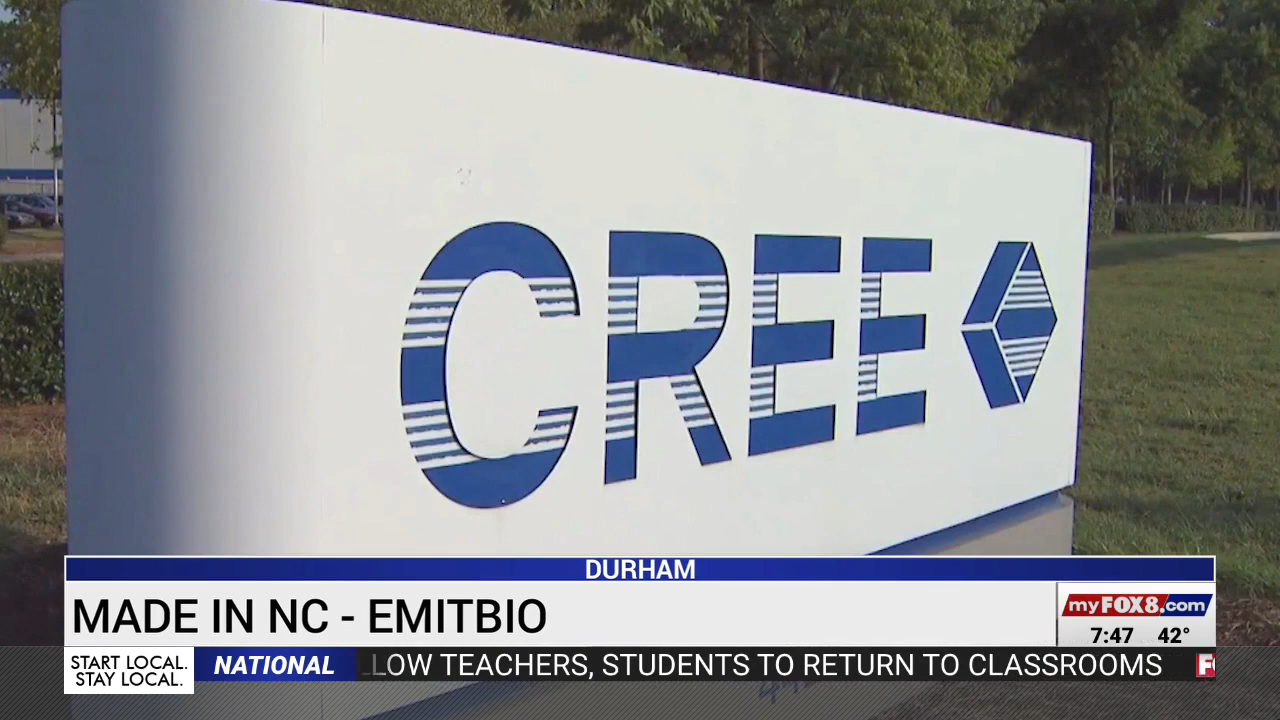 CREE
DURHAM
MADE IN NC - EMITBIO
myFOX8.com
7:47 42°
START LOCAL.
STAY LOCAL.
NATIONAL
TEACHERS, STUDENTS TO RETURN TO CLASSROOMS